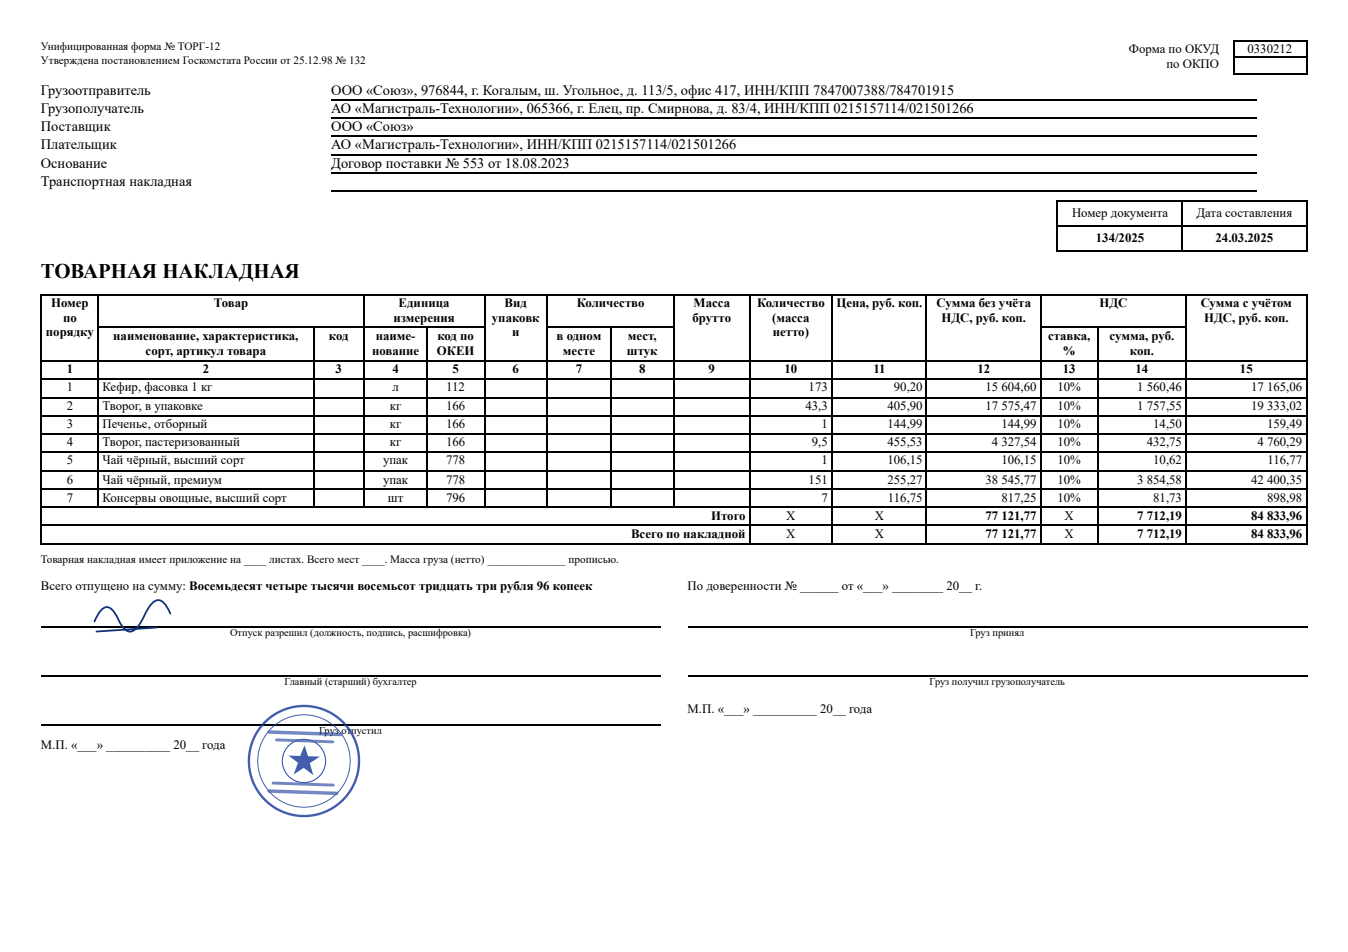 Унифицированная форма № ТОРГ-12
Утверждена постановлением Госкомстата России от 25.12.98 № 132
Форма по ОКУД 0330212
по ОКПО
Грузоотправитель ООО «Союз», 976844, г. Когалым, ш. Угольное, д. 113/5, офис 417, ИНН/КПП 7847007388/784701915
Грузополучатель АО «Магистраль-Технологии», 065366, г. Елец, пр. Смирнова, д. 83/4, ИНН/КПП 0215157114/021501266
Поставщик ООО «Союз»
Плательщик АО «Магистраль-Технологии», ИНН/КПП 0215157114/021501266
Основание Договор поставки № 553 от 18.08.2023
Транспортная накладная
Номер документа Дата составления
134/2025 24.03.2025
ТОВАРНАЯ НАКЛАДНАЯ
Номер по порядку Товар Единица измерения Вид упаковки Количество Масса брутто Количество (масса нетто) Цена, руб. коп. Сумма без учёта НДС, руб. коп. НДС Сумма с учётом НДС, руб. коп.
наименование, характеристика, сорт, артикул товара код наиме-нование код по ОКЕИ в одном месте мест, штук ставка, % сумма, руб. коп.
1 2 3 4 5 6 7 8 9 10 11 12 13 14 15
1 Кефир, фасовка 1 кг л 112 173 90,20 15 604,60 10% 1 560,46 17 165,06
2 Творог, в упаковке кг 166 43,3 405,90 17 575,47 10% 1 757,55 19 333,02
3 Печенье, отборный кг 166 1 144,99 144,99 10% 14,50 159,49
4 Творог, пастеризованный кг 166 9,5 455,53 4 327,54 10% 432,75 4 760,29
5 Чай чёрный, высший сорт упак 778 1 106,15 106,15 10% 10,62 116,77
6 Чай чёрный, премиум упак 778 151 255,27 38 545,77 10% 3 854,58 42 400,35
7 Консервы овощные, высший сорт шт 796 7 116,75 817,25 10% 81,73 898,98
Итого X X 77 121,77 X 7 712,19 84 833,96
Всего по накладной X X 77 121,77 X 7 712,19 84 833,96
Товарная накладная имеет приложение на ____ листах. Всего мест ____. Масса груза (нетто) ______________ прописью.
Всего отпущено на сумму: Восемьдесят четыре тысячи восемьсот тридцать три рубля 96 копеек
По доверенности № ______ от «___» ________ 20__ г.
Отпуск разрешил (должность, подпись, расшифровка)
Груз принял
Главный (старший) бухгалтер
Груз получил грузополучатель
Груз отпустил
М.П. «___» __________ 20__ года
М.П. «___» __________ 20__ года